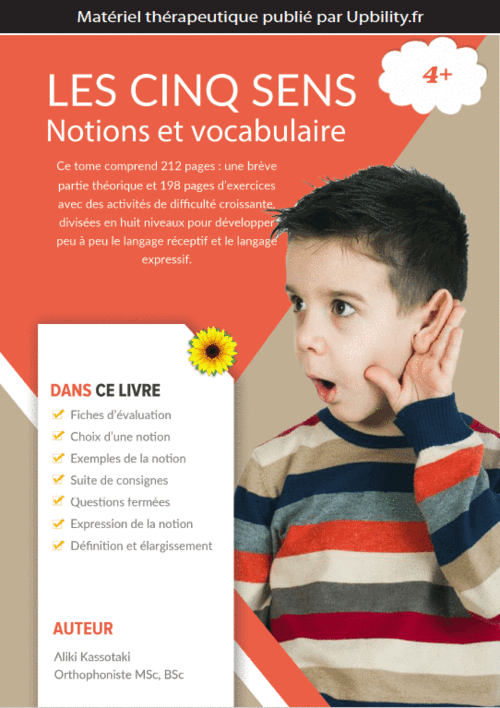 Matériel thérapeutique publié par Upbility.fr
4+
LES CINQ SENS
Notions et vocabulaire
Ce tome comprend 212 pages : une brève
partie théorique et 198 pages d'exercices
avec des activités de difficulté croissante,
divisées en huit niveaux pour développer
peu à peu le langage réceptif et le langage
expressif.
DANS CE LIVRE
Fiches d'évaluation
Choix d'une notion
Exemples de la notion
Suite de consignes
Questions fermées
Expression de la notion
Définition et élargissement
AUTEUR
Aliki Kassotaki
Orthophoniste MSc, BSc